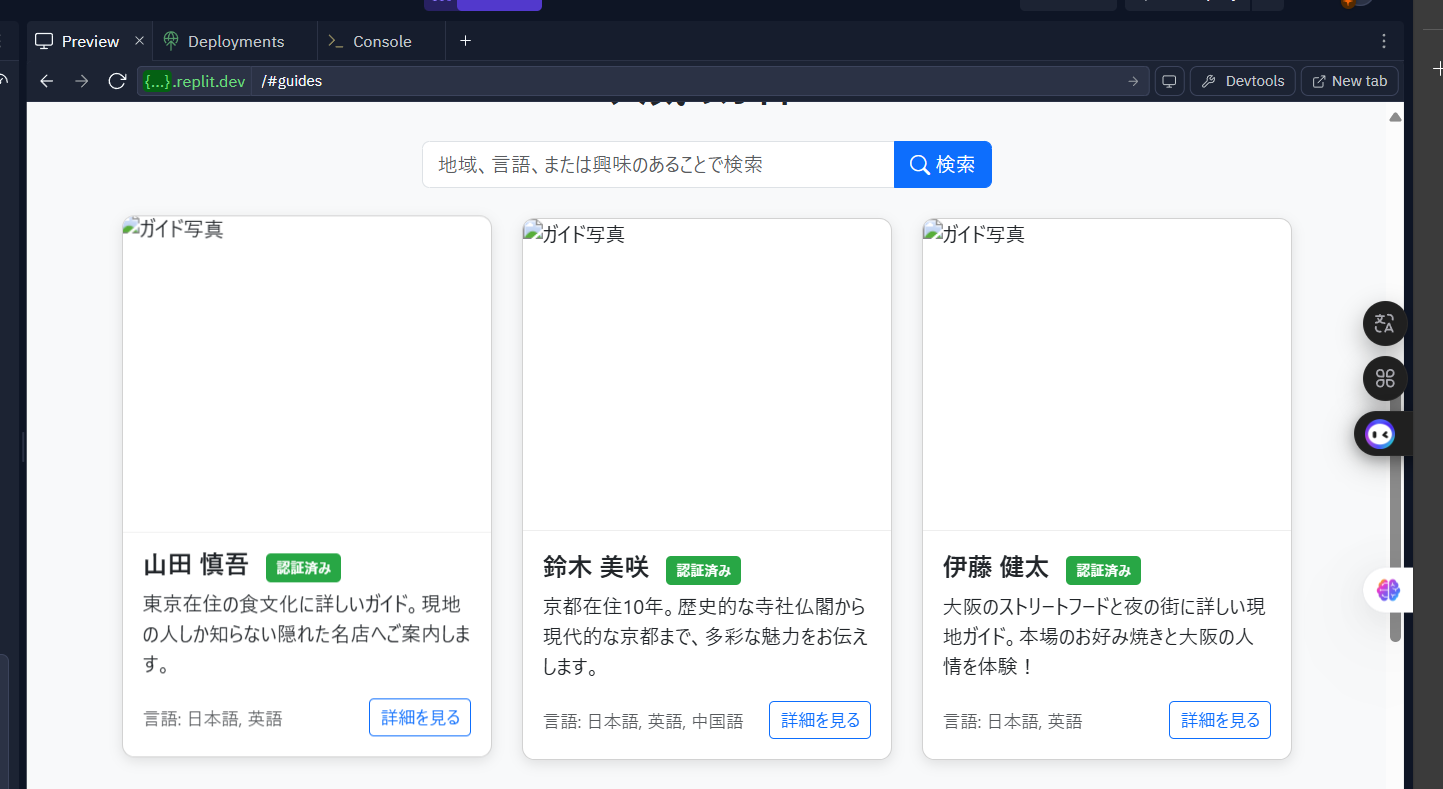 Preview
Deployments
Console
{...}.replit.dev
/#guides
Devtools
New tab
地域、言語、または興味のあることで検索
検索
ガイド写真
ガイド写真
ガイド写真
山田 慎吾
認証済み
東京在住の食文化に詳しいガイド。現地
の人しか知らない隠れた名店へご案内しま
す。
言語: 日本語, 英語
詳細を見る
鈴木 美咲
認証済み
京都在住10年。歴史的な寺社仏閣から
現代的な京都まで、多彩な魅力をお伝え
します。
言語: 日本語, 英語, 中国語
詳細を見る
伊藤 健太
認証済み
大阪のストリートフードと夜の街に詳しい現
地ガイド。本場のお好み焼きと大阪の人
情を体験！
言語: 日本語, 英語
詳細を見る